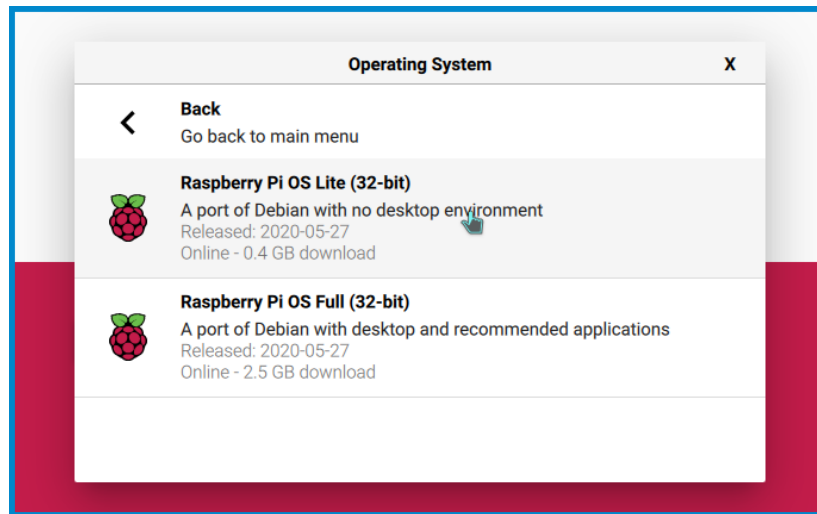 Operating System X
Back
Go back to main menu
Raspberry Pi OS Lite (32-bit)
A port of Debian with no desktop environment
Released: 2020-05-27
Online - 0.4 GB download
Raspberry Pi OS Full (32-bit)
A port of Debian with desktop and recommended applications
Released: 2020-05-27
Online - 2.5 GB download